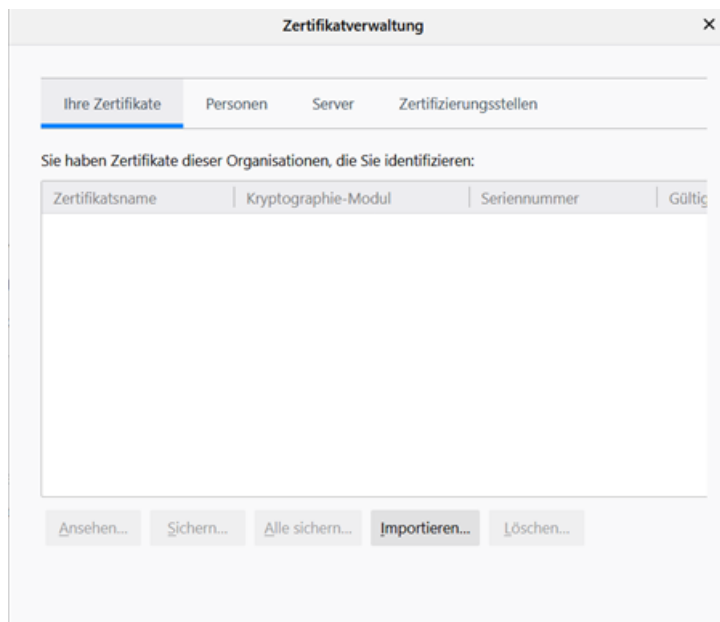 Zertifikatverwaltung
Ihre Zertifikate Personen Server Zertifizierungsstellen
Sie haben Zertifikate dieser Organisationen, die Sie identifizieren:
Zertifikatsname Kryptographie-Modul Seriennummer Gültig
Ansehen... Sichern... Alle sichern... Importieren... Löschen...